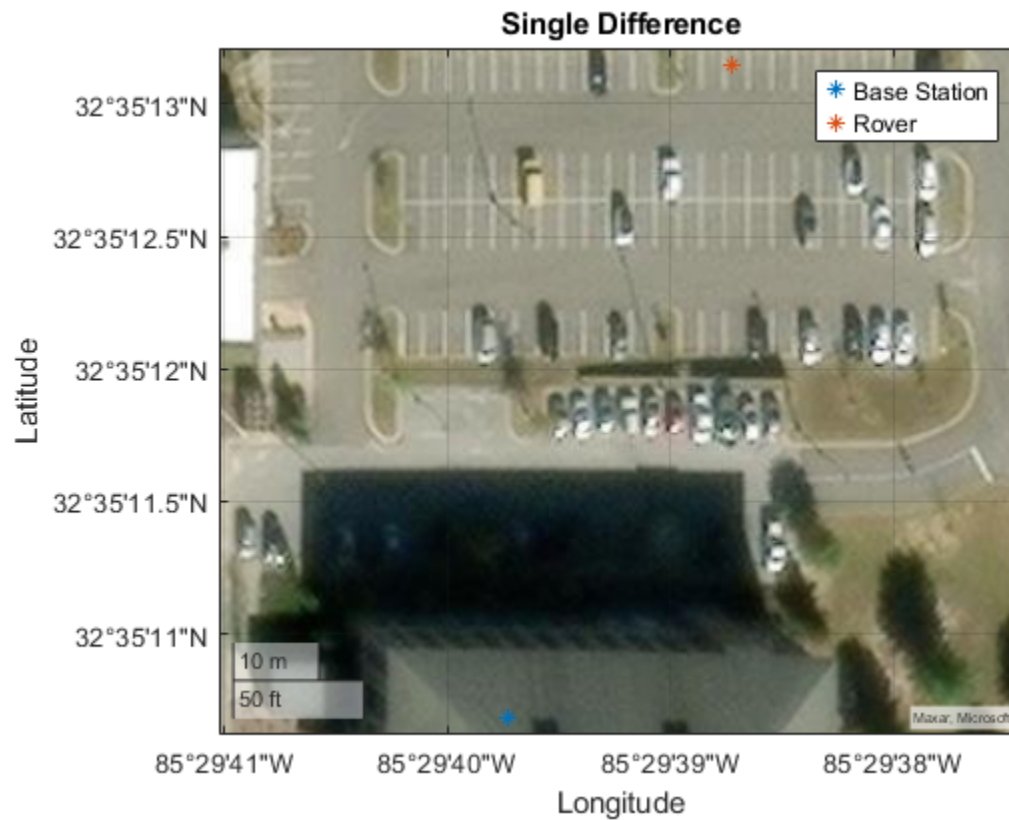 Single Difference
Base Station
Rover
32°35'13"N
32°35'12.5"N
32°35'12"N
32°35'11.5"N
32°35'11"N
Latitude
10 m
50 ft
Maxar, Microsoft
85°29'41"W 85°29'40"W 85°29'39"W 85°29'38"W
Longitude